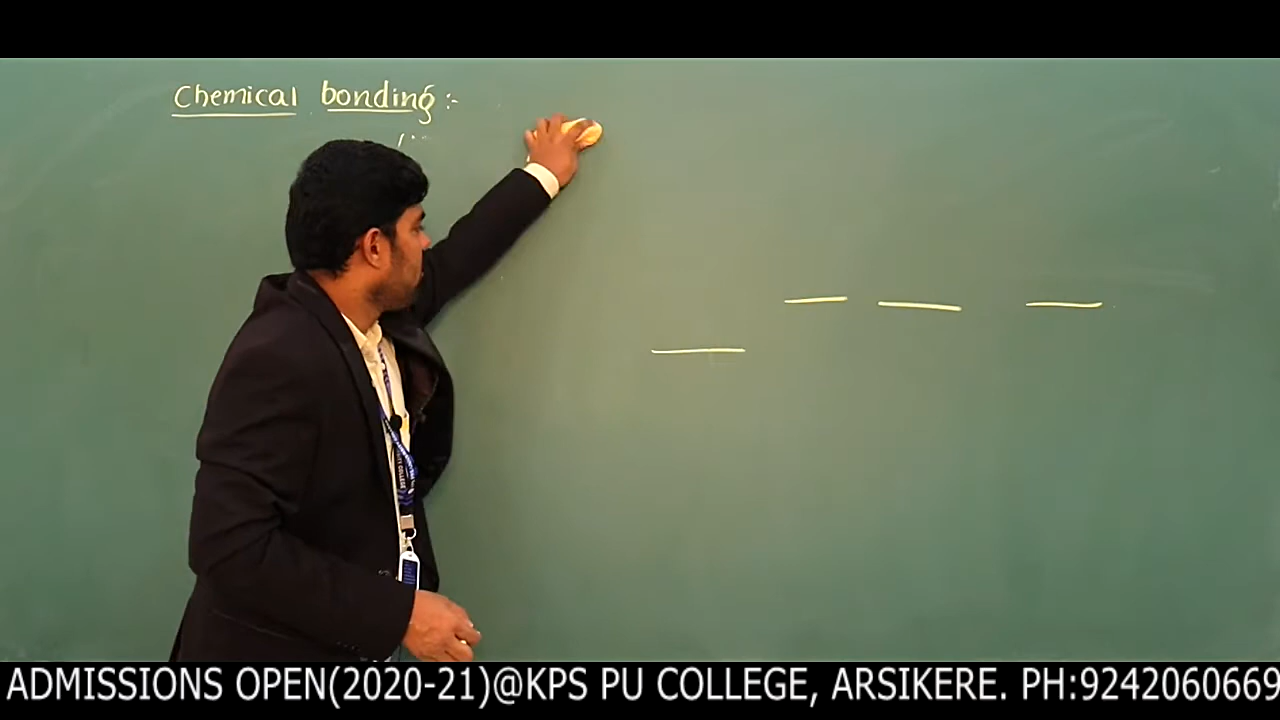 Chemical bonding :-
ADMISSIONS OPEN(2020-21)@KPS PU COLLEGE, ARSIKERE. PH:9242060669